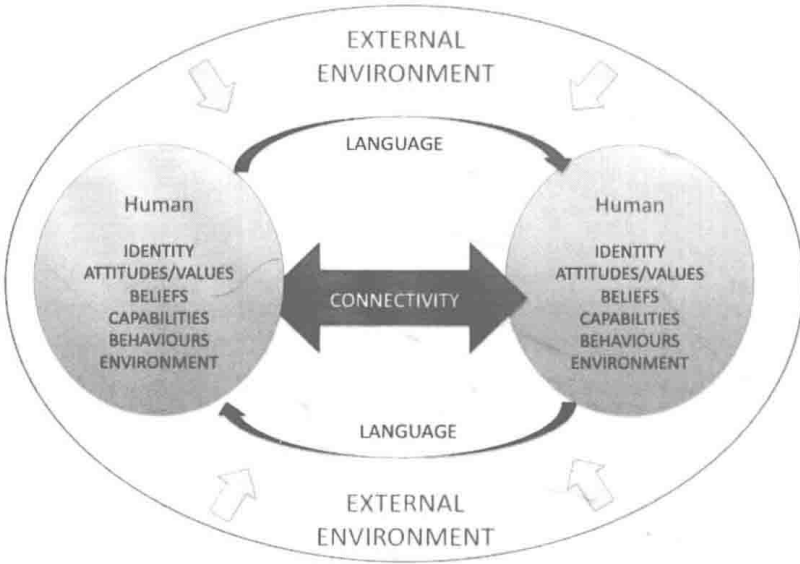 EXTERNAL
ENVIRONMENT
LANGUAGE
Human
IDENTITY
ATTITUDES/VALUES
BELIEFS
CAPABILITIES
BEHAVIOURS
ENVIRONMENT
CONNECTIVITY
Human
IDENTITY
ATTITUDES/VALUES
BELIEFS
CAPABILITIES
BEHAVIOURS
ENVIRONMENT
LANGUAGE
EXTERNAL
ENVIRONMENT